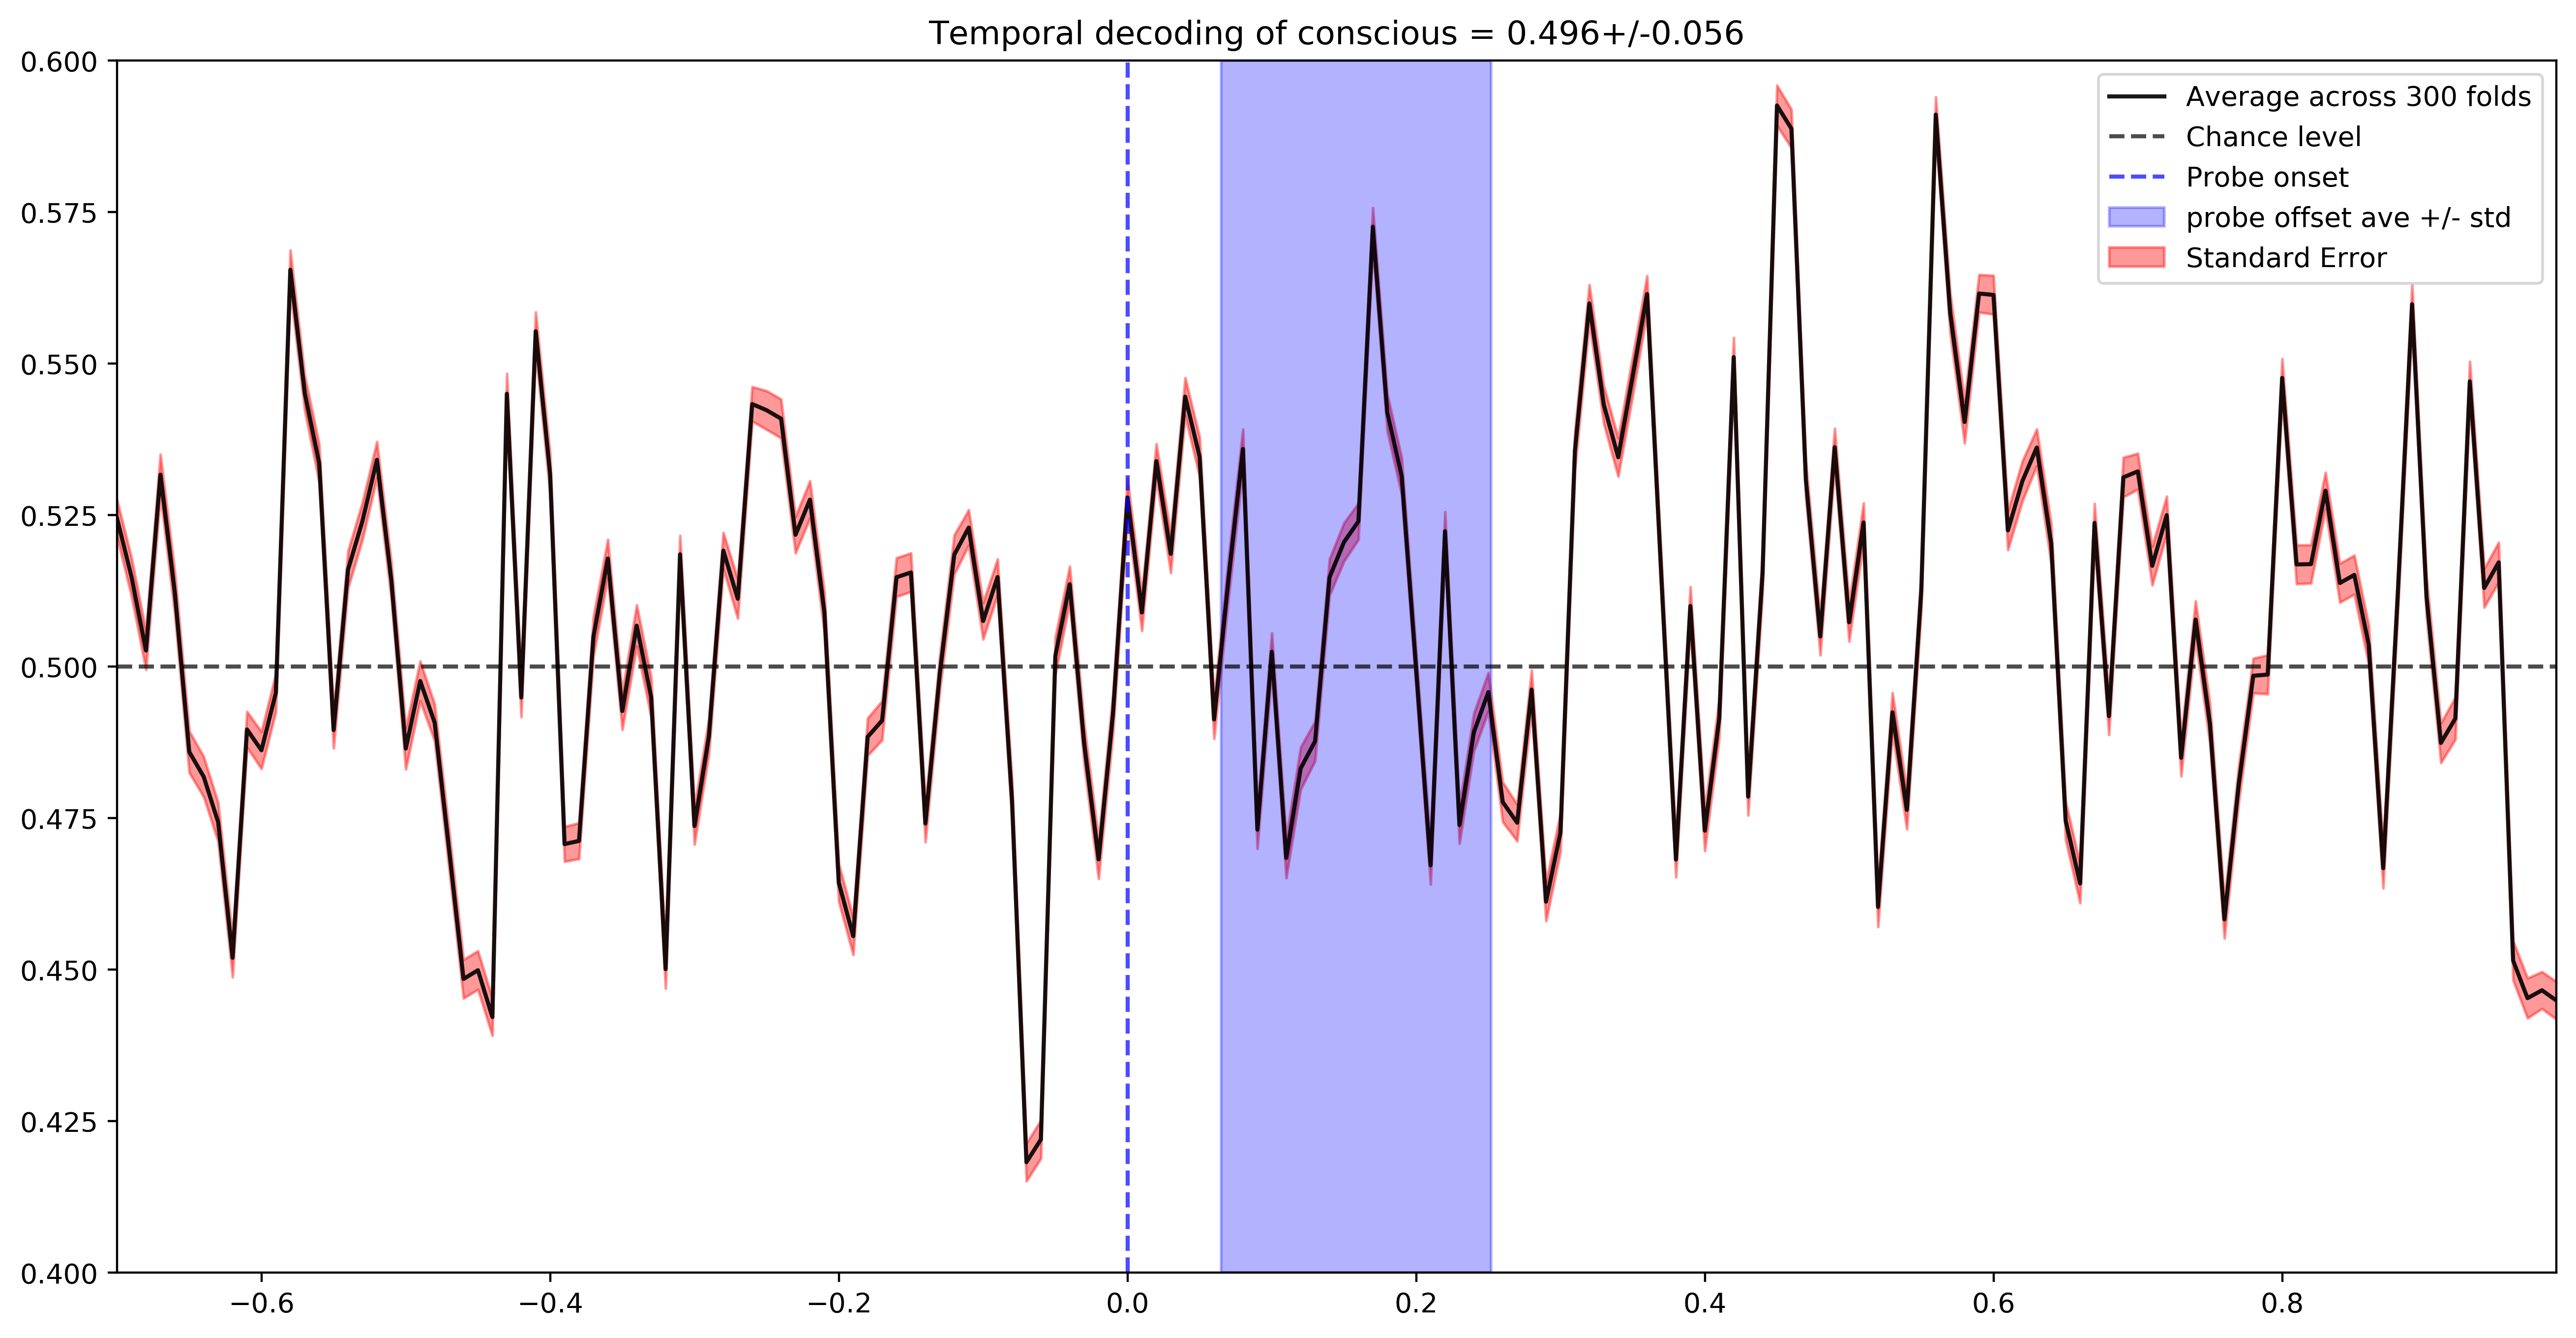 Temporal decoding of conscious = 0.496+/-0.056
0.600
0.575
0.550
0.525
0.500
0.475
0.450
0.425
0.400
Average across 300 folds
Chance level
Probe onset
probe offset ave +/- std
Standard Error
−0.6
−0.4
−0.2
0.0
0.2
0.4
0.6
0.8